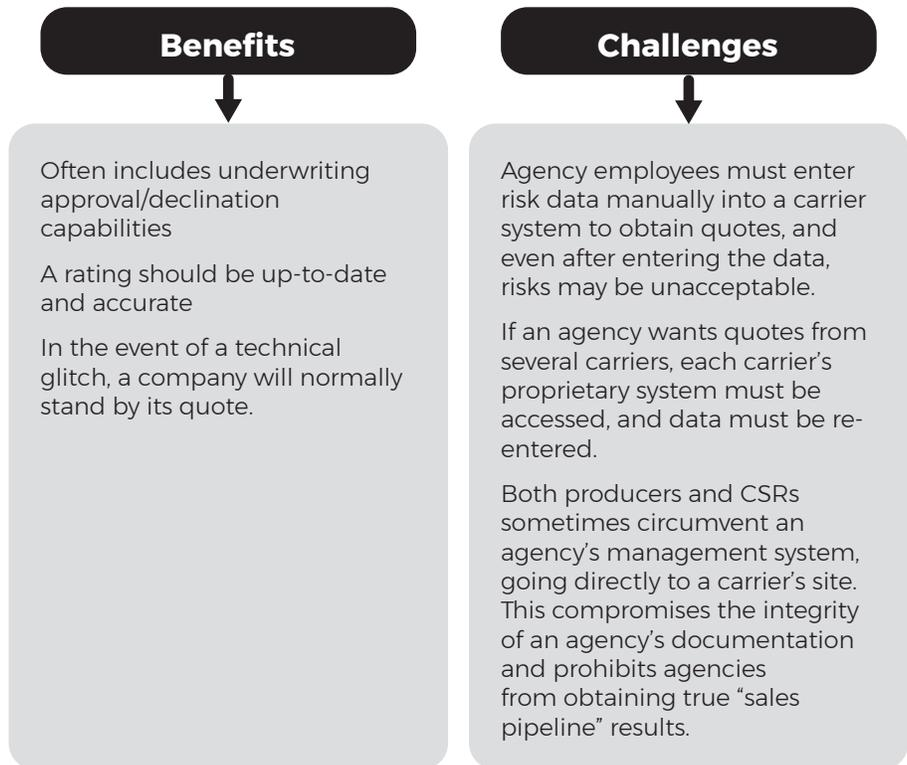 Benefits
Often includes underwriting
approval/declination
capabilities
A rating should be up-to-date
and accurate
In the event of a technical
glitch, a company will normally
stand by its quote.
Challenges
Agency employees must enter
risk data manually into a carrier
system to obtain quotes, and
even after entering the data,
risks may be unacceptable.
If an agency wants quotes from
several carriers, each carrier’s
proprietary system must be
accessed, and data must be re-
entered.
Both producers and CSRs
sometimes circumvent an
agency’s management system,
going directly to a carrier’s site.
This compromises the integrity
of an agency’s documentation
and prohibits agencies
from obtaining true “sales
pipeline” results.